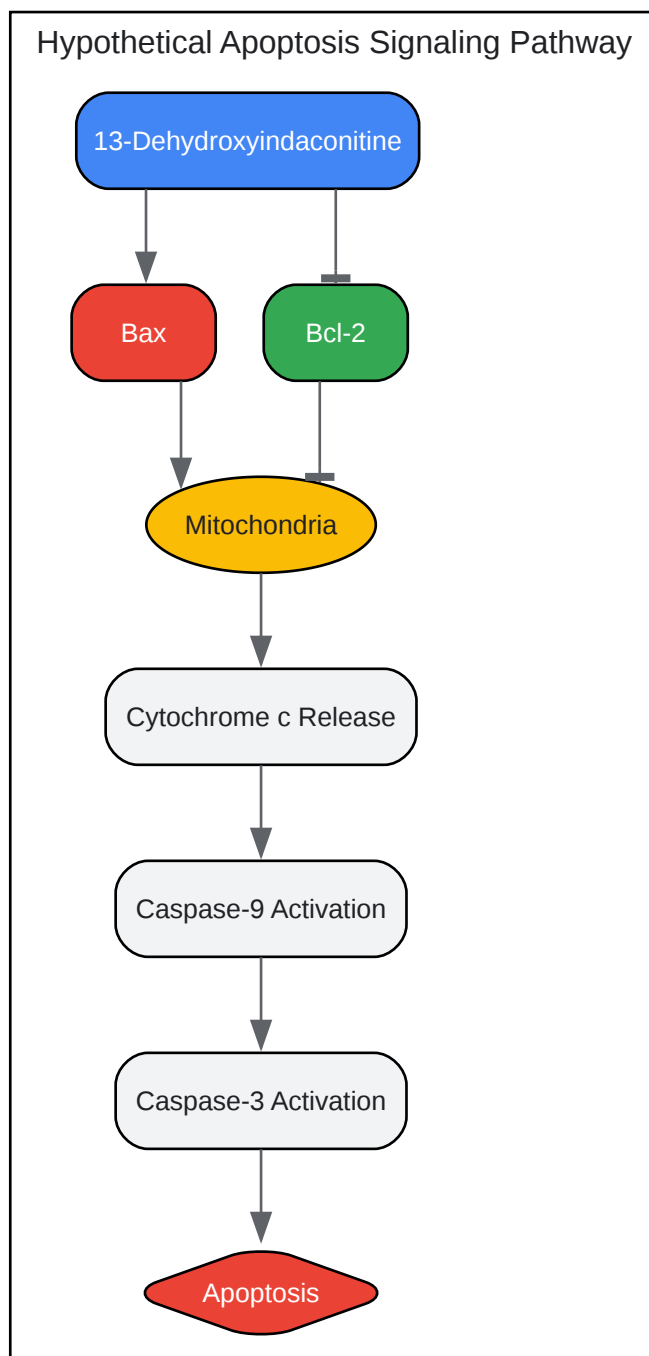 Hypothetical Apoptosis Signaling Pathway
13-Dehydroxyindaconitine
Bax
Bcl-2
Mitochondria
Cytochrome c Release
Caspase-9 Activation
Caspase-3 Activation
Apoptosis